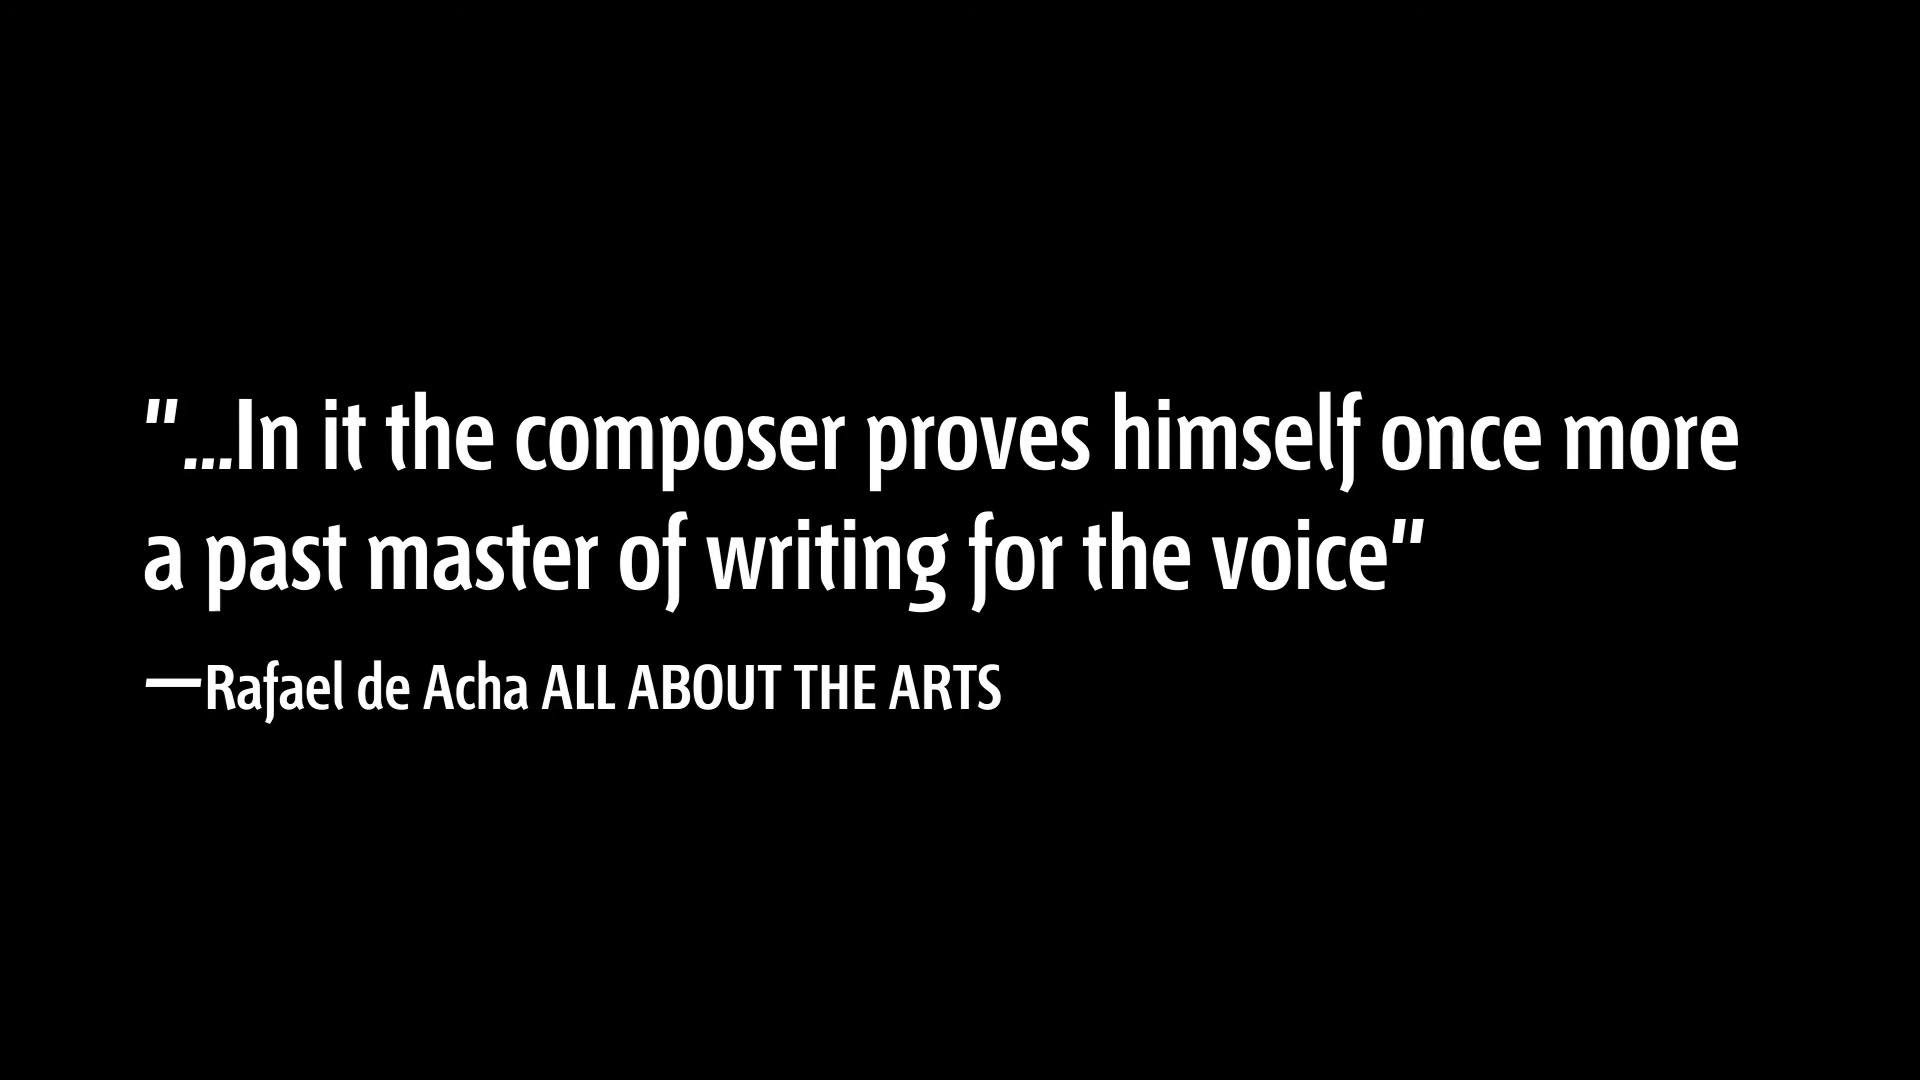 "...In it the composer proves himself once more
a past master of writing for the voice"
—Rafael de Acha ALL ABOUT THE ARTS